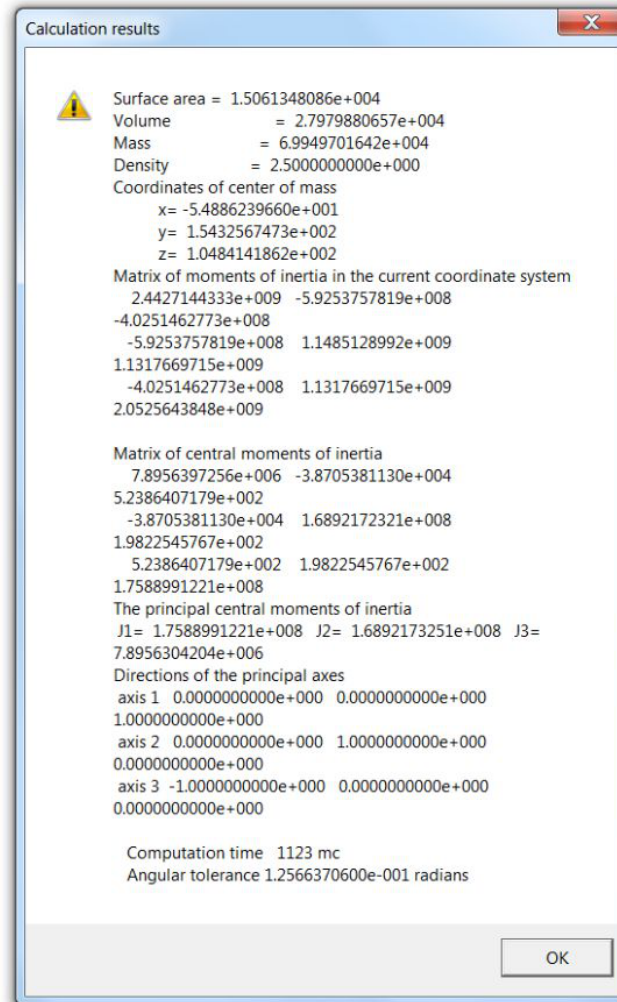 Calculation results
Surface area = 1.5061348086e+004
Volume = 2.7979880657e+004
Mass = 6.9949701642e+004
Density = 2.5000000000e+000
Coordinates of center of mass
x= -5.4886239660e+001
y= 1.5432567473e+002
z= 1.0484141862e+002
Matrix of moments of inertia in the current coordinate system
2.4427144333e+009 -5.9253757819e+008
-4.0251462773e+008
-5.9253757819e+008 1.1485128992e+009
1.1317669715e+009
-4.0251462773e+008 1.1317669715e+009
2.0525643848e+009
Matrix of central moments of inertia
7.8956397256e+006 -3.8705381130e+004
5.2386407179e+002
-3.8705381130e+004 1.6892172321e+008
1.9822545767e+002
5.2386407179e+002 1.9822545767e+002
1.7588991221e+008
The principal central moments of inertia
J1= 1.7588991221e+008 J2= 1.6892173251e+008 J3=
7.8956304204e+006
Directions of the principal axes
axis 1 0.0000000000e+000 0.0000000000e+000
1.0000000000e+000
axis 2 0.0000000000e+000 1.0000000000e+000
0.0000000000e+000
axis 3 -1.0000000000e+000 0.0000000000e+000
0.0000000000e+000
Computation time 1123 mc
Angular tolerance 1.2566370600e-001 radians
OK